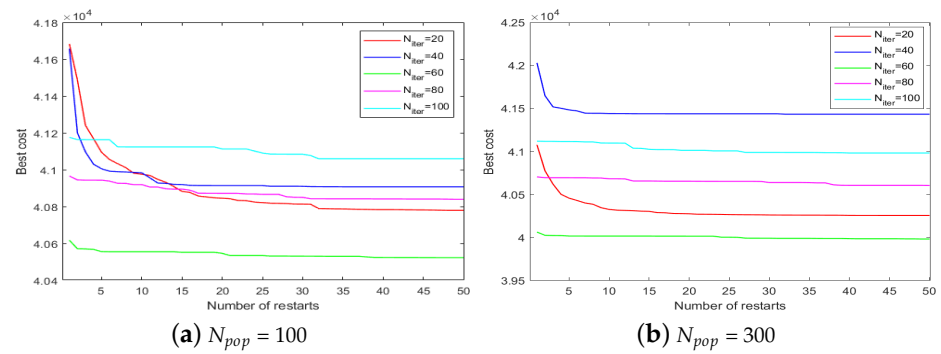 ×10⁴
4.18
4.16
4.14
4.12
4.1
4.08
4.06
4.04
Best cost
5 10 15 20 25 30 35 40 45 50
Number of restarts
N_iter=20
N_iter=40
N_iter=60
N_iter=80
N_iter=100
(a) N_pop = 100
×10⁴
4.25
4.2
4.15
4.1
4.05
4
3.95
Best cost
5 10 15 20 25 30 35 40 45 50
Number of restarts
N_iter=20
N_iter=40
N_iter=60
N_iter=80
N_iter=100
(b) N_pop = 300